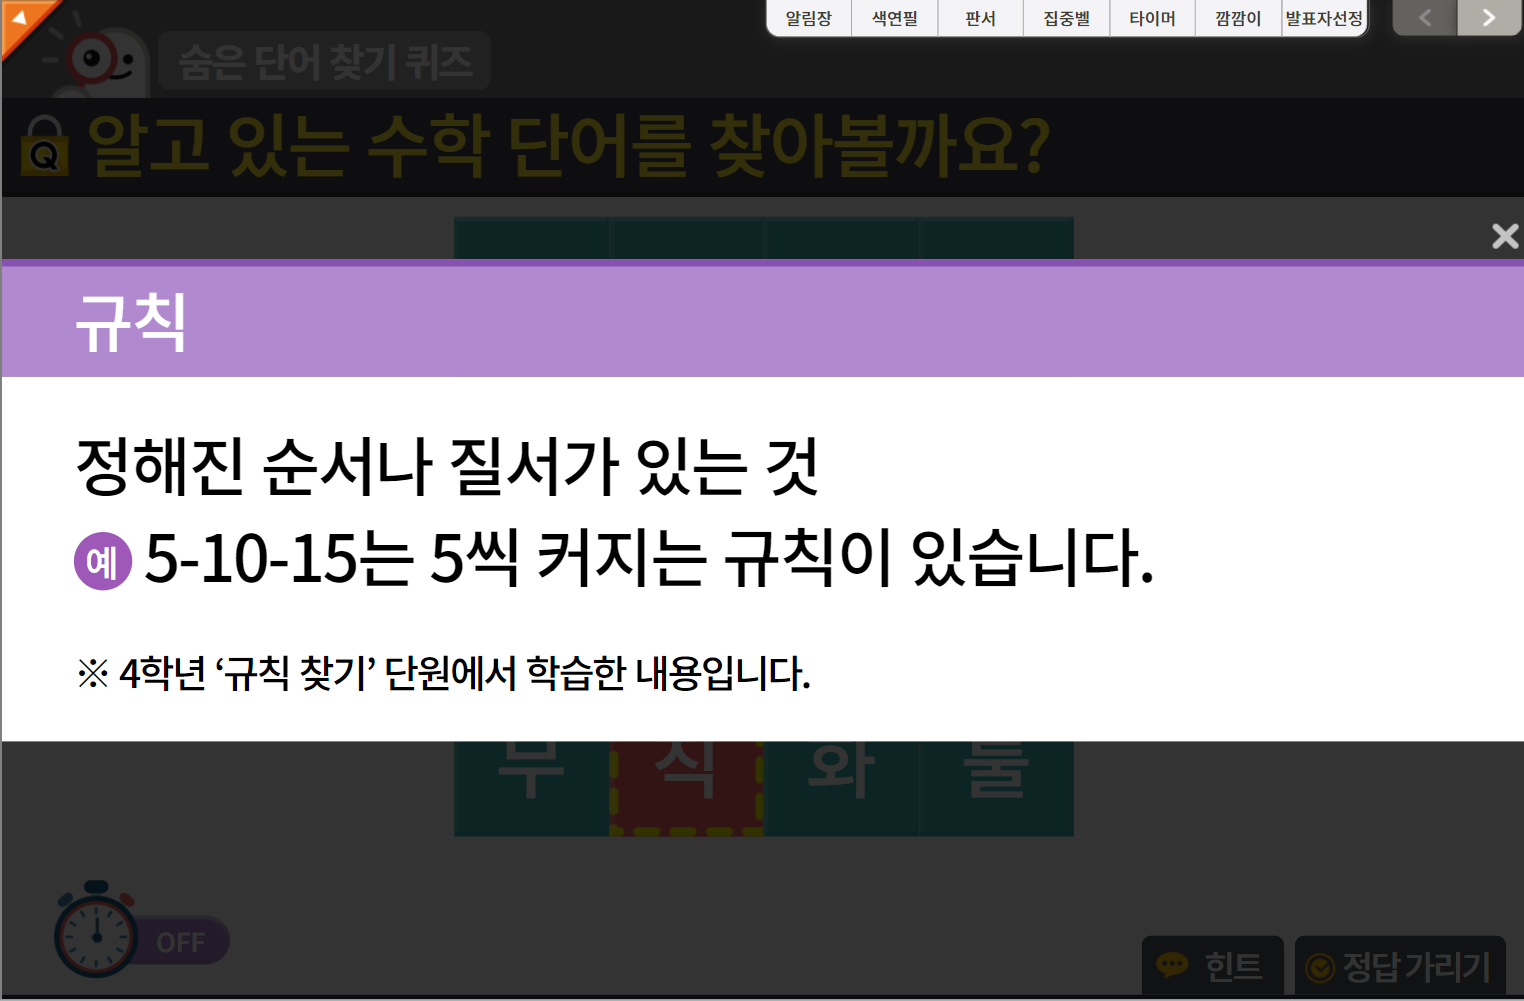 알림장 색연필 판서 집중벨 타이머 깜깜이 발표자선정
숨은 단어 찾기 퀴즈
Q 알고 있는 수학 단어를 찾아볼까요?
규칙
정해진 순서나 질서가 있는 것
예 5-10-15는 5씩 커지는 규칙이 있습니다.
※ 4학년 ‘규칙 찾기’ 단원에서 학습한 내용입니다.
OFF
힌트 정답 가리기